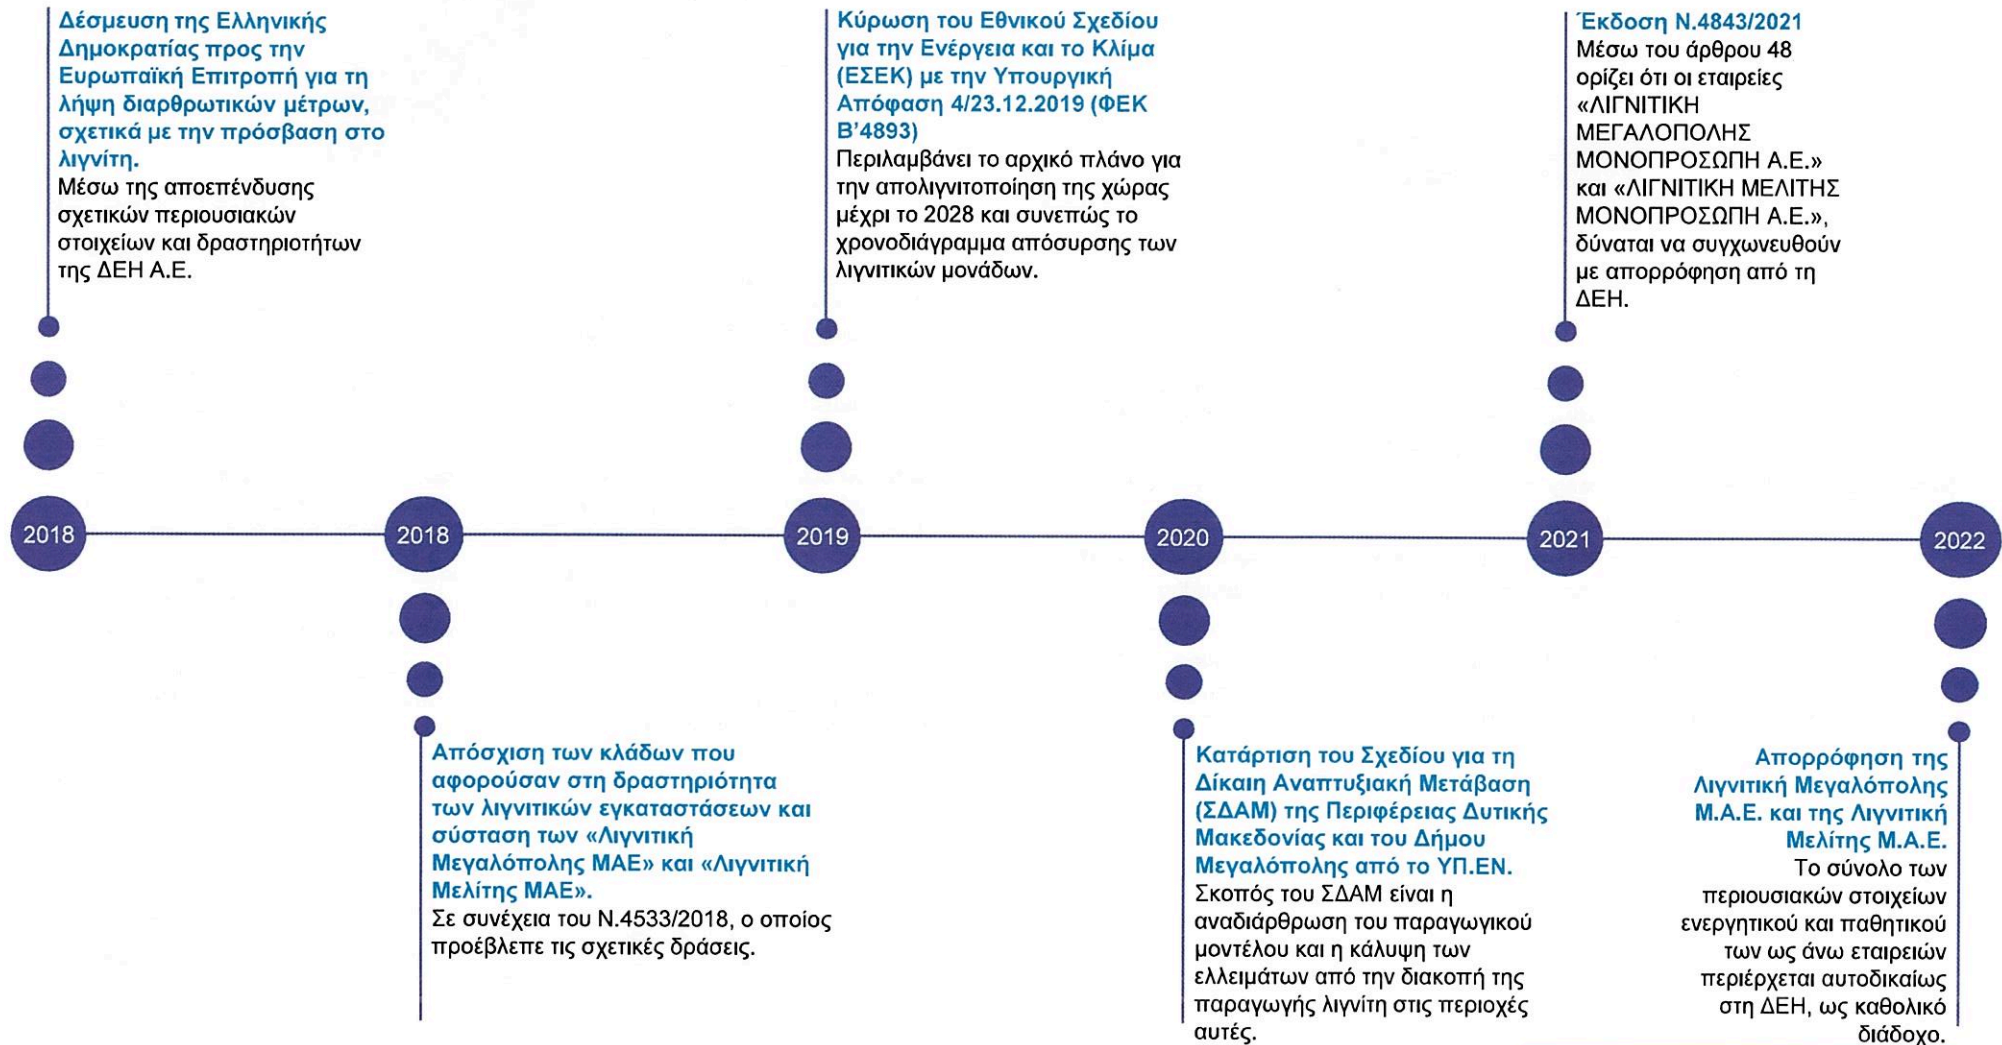 Δέσμευση της Ελληνικής
Δημοκρατίας προς την
Ευρωπαϊκή Επιτροπή για τη
λήψη διαρθρωτικών μέτρων,
σχετικά με την πρόσβαση στο
λιγνίτη.
Μέσω της αποεπένδυσης
σχετικών περιουσιακών
στοιχείων και δραστηριοτήτων
της ΔΕΗ Α.Ε.
Κύρωση του Εθνικού Σχεδίου
για την Ενέργεια και το Κλίμα
(ΕΣΕΚ) με την Υπουργική
Απόφαση 4/23.12.2019 (ΦΕΚ
Β’4893)
Περιλαμβάνει το αρχικό πλάνο για
την απολιγνιτοποίηση της χώρας
μέχρι το 2028 και συνεπώς το
χρονοδιάγραμμα απόσυρσης των
λιγνιτικών μονάδων.
Έκδοση Ν.4843/2021
Μέσω του άρθρου 48
ορίζει ότι οι εταιρείες
«ΛΙΓΝΙΤΙΚΗ
ΜΕΓΑΛΟΠΟΛΗΣ
ΜΟΝΟΠΡΟΣΩΠΗ Α.Ε.»
και «ΛΙΓΝΙΤΙΚΗ ΜΕΛΙΤΗΣ
ΜΟΝΟΠΡΟΣΩΠΗ Α.Ε.»,
δύναται να συγχωνευθούν
με απορρόφηση από τη
ΔΕΗ.
2018
2018
2019
2020
2021
2022
Απόσχιση των κλάδων που
αφορούσαν στη δραστηριότητα
των λιγνιτικών εγκαταστάσεων και
σύσταση των «Λιγνιτική
Μεγαλόπολης ΜΑΕ» και «Λιγνιτική
Μελίτης ΜΑΕ».
Σε συνέχεια του Ν.4533/2018, ο οποίος
προέβλεπε τις σχετικές δράσεις.
Κατάρτιση του Σχεδίου για τη
Δίκαιη Αναπτυξιακή Μετάβαση
(ΣΔΑΜ) της Περιφέρειας Δυτικής
Μακεδονίας και του Δήμου
Μεγαλόπολης από το ΥΠ.ΕΝ.
Σκοπός του ΣΔΑΜ είναι η
αναδιάρθρωση του παραγωγικού
μοντέλου και η κάλυψη των
ελλειμάτων από την διακοπή της
παραγωγής λιγνίτη στις περιοχές
αυτές.
Απορρόφηση της
Λιγνιτική Μεγαλόπολης
Μ.Α.Ε. και της Λιγνιτική
Μελίτης Μ.Α.Ε.
Το σύνολο των
περιουσιακών στοιχείων
ενεργητικού και παθητικού
των ως άνω εταιρειών
περιέρχεται αυτοδικαίως
στη ΔΕΗ, ως καθολικό
διάδοχο.